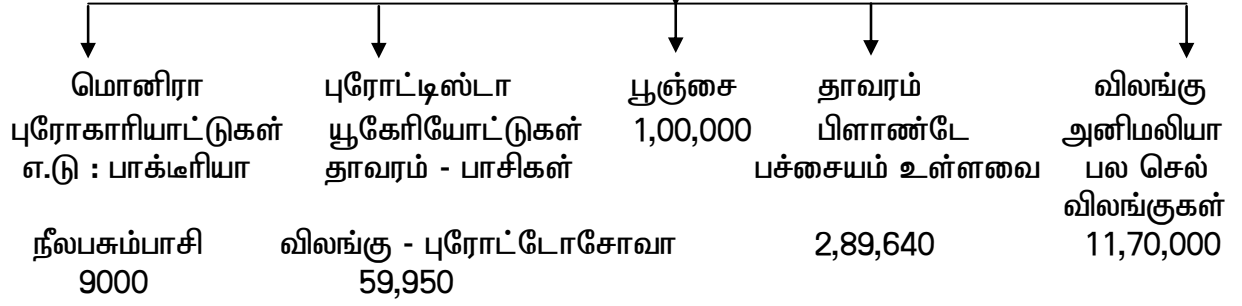 மொனிரா புரோட்டிஸ்டா பூஞ்சை தாவரம் விலங்கு
புரோகாரியாட்டுகள் யூகேரியோட்டுகள் 1,00,000 பிளாண்டே அனிமலியா
எ.டு : பாக்டீரியா தாவரம் - பாசிகள் பச்சையம் உள்ளவை பல செல்
விலங்குகள்
நீலபசும்பாசி விலங்கு - புரோட்டோசோவா 2,89,640 11,70,000
9000 59,950